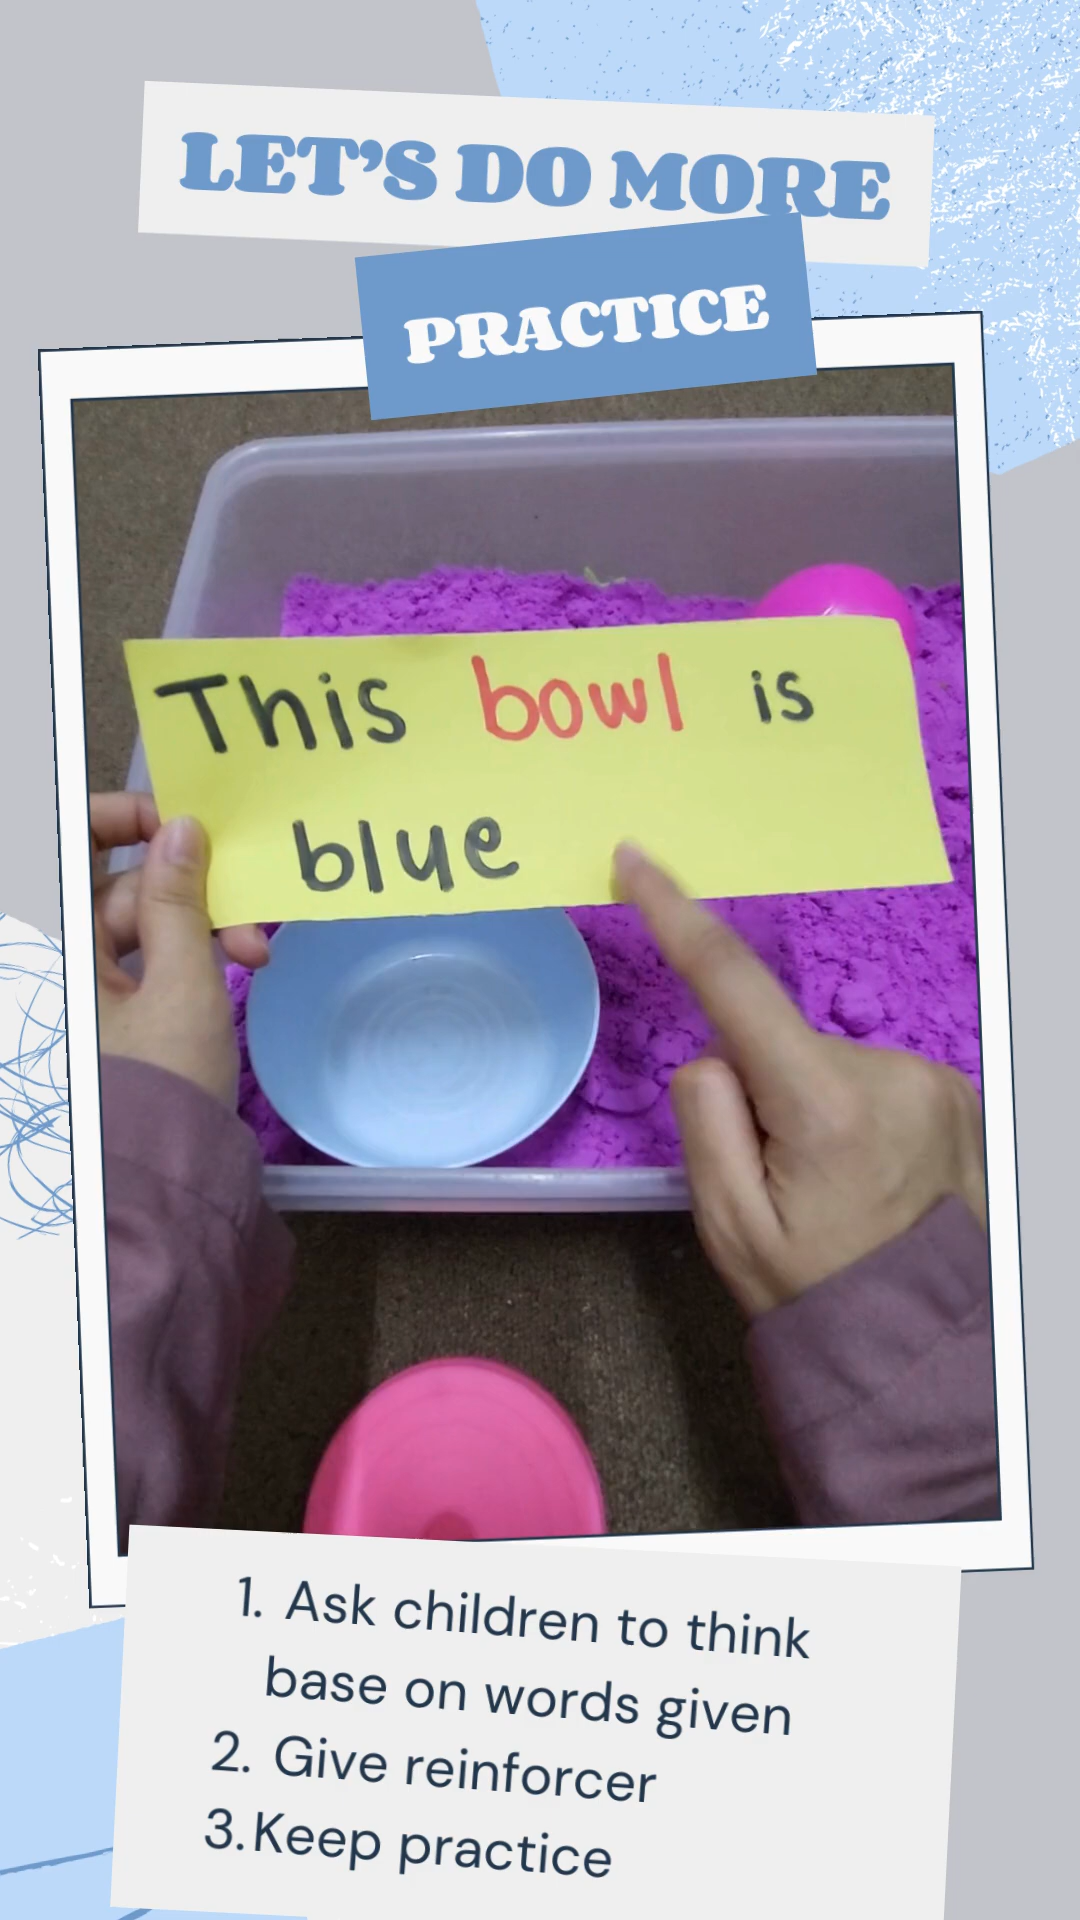 LET'S DO MORE
PRACTICE
This bowl is
blue
1. Ask children to think
base on words given
2. Give reinforcer
3. Keep practice